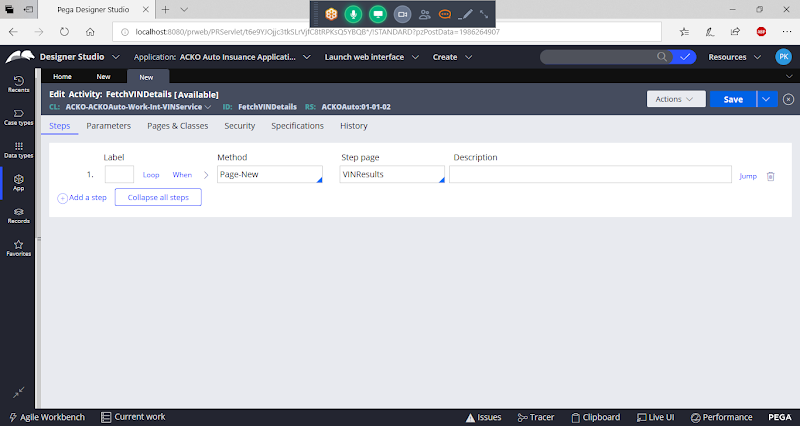 Pega Designer Studio
localhost:8080/prweb/PRServlet/t6e9YJOjjc3tkSLrVjfC8tRPKsQ5YBQB*/!STANDARD?pzPostData=1986264907
Designer Studio Application: ACKO Auto Insuance Applicati... Launch web interface Create Resources PK
Home New New
Recents
Edit Activity: FetchVINDetails [Available]
CL: ACKO-ACKOAuto-Work-Int-VINService ID: FetchVINDetails RS: ACKOAuto:01-01-02
Actions Save
Case types
Steps Parameters Pages & Classes Security Specifications History
Data types
Label Method Step page Description
1. Loop When Page-New VINResults Jump
App
Add a step Collapse all steps
Records
Favorites
Agile Workbench Current work Issues Tracer Clipboard Live UI Performance PEGA